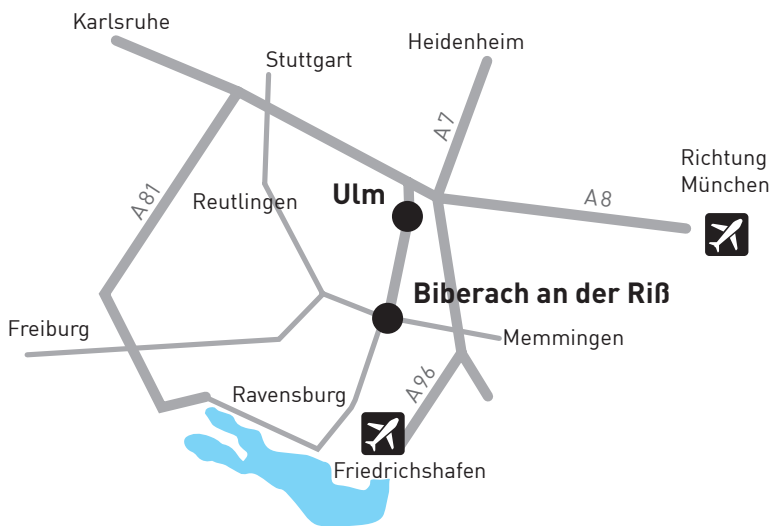 Karlsruhe
Stuttgart
Heidenheim
A7
Richtung
München
A81
Reutlingen
Ulm
A8
Biberach an der Riß
Freiburg
Memmingen
Ravensburg
A96
Friedrichshafen